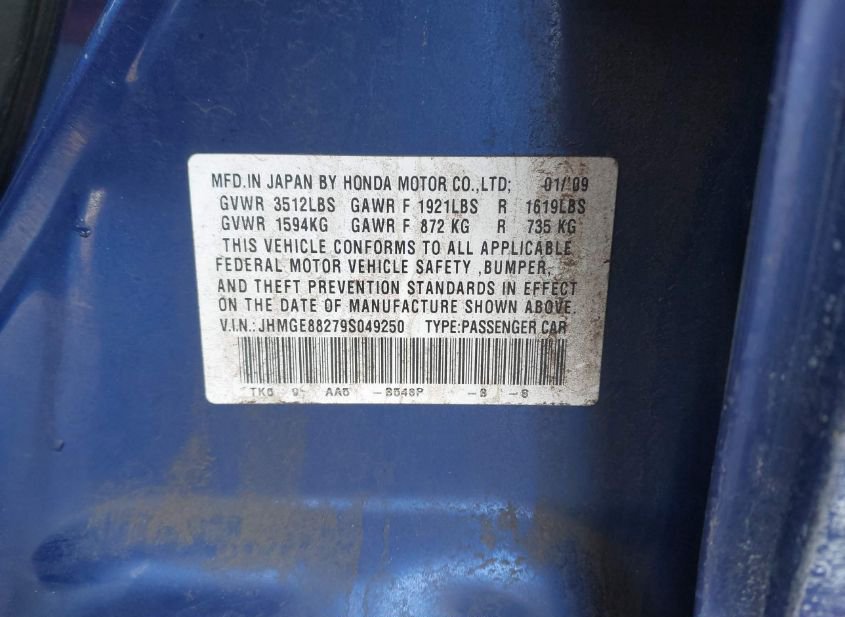 MFD.IN JAPAN BY HONDA MOTOR CO.,LTD; 01/'09
GVWR 3512LBS GAWR F 1921LBS R 1619LBS
GVWR 1594KG GAWR F 872 KG R 735 KG
THIS VEHICLE CONFORMS TO ALL APPLICABLE
FEDERAL MOTOR VEHICLE SAFETY ,BUMPER,
AND THEFT PREVENTION STANDARDS IN EFFECT
ON THE DATE OF MANUFACTURE SHOWN ABOVE.
V.I.N.: JHMGE88279S049250 TYPE:PASSENGER CAR